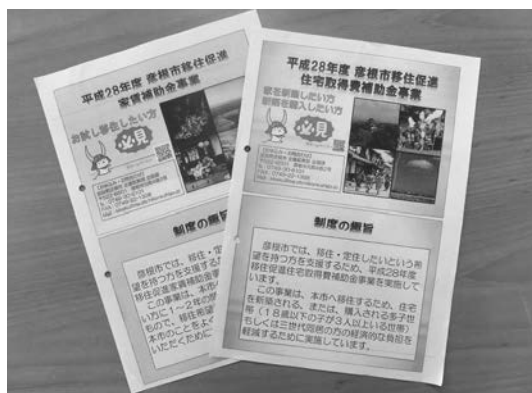 平成28年度 彦根市移住促進
家賃補助金事業
お試し移住したい方
必見
制度の趣旨
彦根市では、移住・定
望を持つ方を支援するため
移住促進家賃補助金事
この事業は、本市へ
い方に1〜2年の間
もので、移住希望
本市のことをよく
いただくために
平成28年度 彦根市移住促進
住宅取得費補助金事業
家を新築したい方
新築を購入したい方
必見
制度の趣旨
彦根市では、移住・定住したいという希
望を持つ方を支援するため、平成28年度
移住促進住宅取得費補助金事業を実施して
います。
この事業は、本市へ移住するため、住宅
を新築される、または、購入される多子世
帯(18歳以下の子が3人以上いる世帯)
もしくは三世代同居の方の経済的な負担を
軽減するために実施しています。